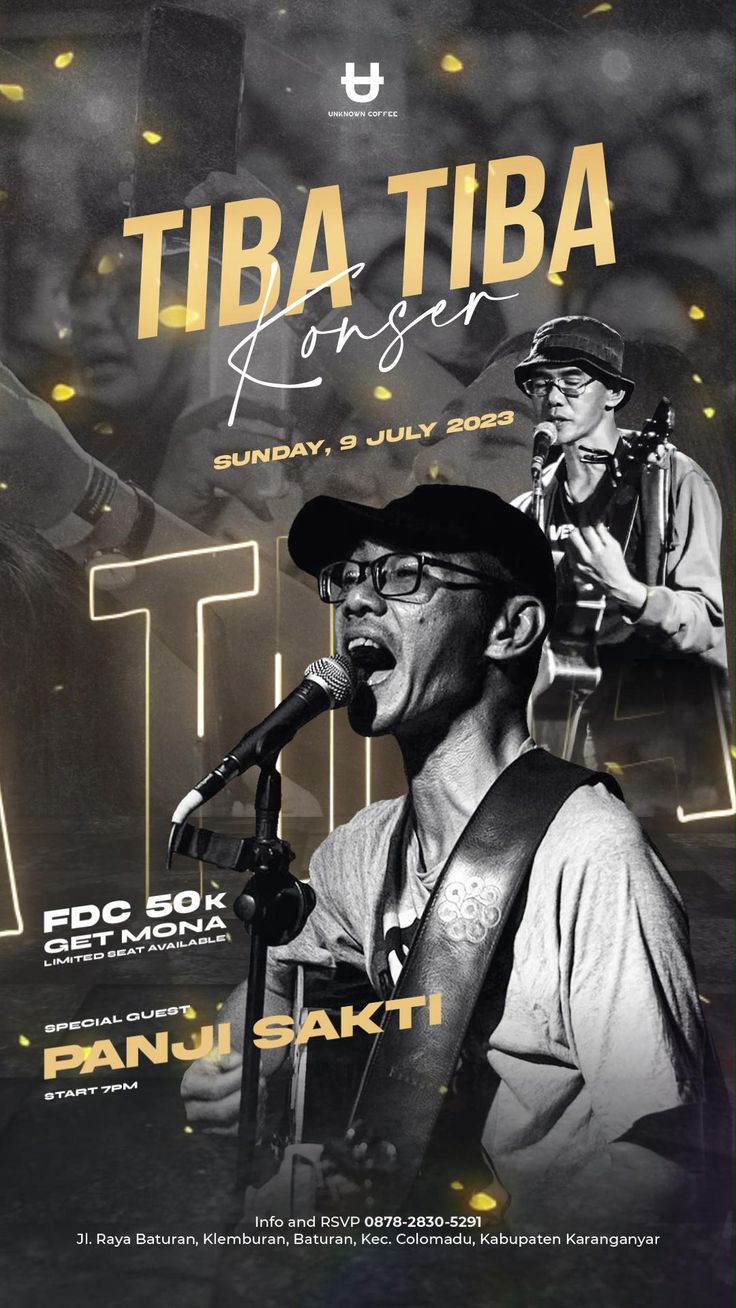 UNKNOWN COFFEE
TIBA TIBA
Konser
SUNDAY, 9 JULY 2023
FDC 50K
GET MONA
LIMITED SEAT AVAILABLE
SPECIAL GUEST
PANJI SAKTI
START 7PM
Info and RSVP 0878-2830-5291
Jl. Raya Baturan, Klemburan, Baturan, Kec. Colomadu, Kabupaten Karanganyar